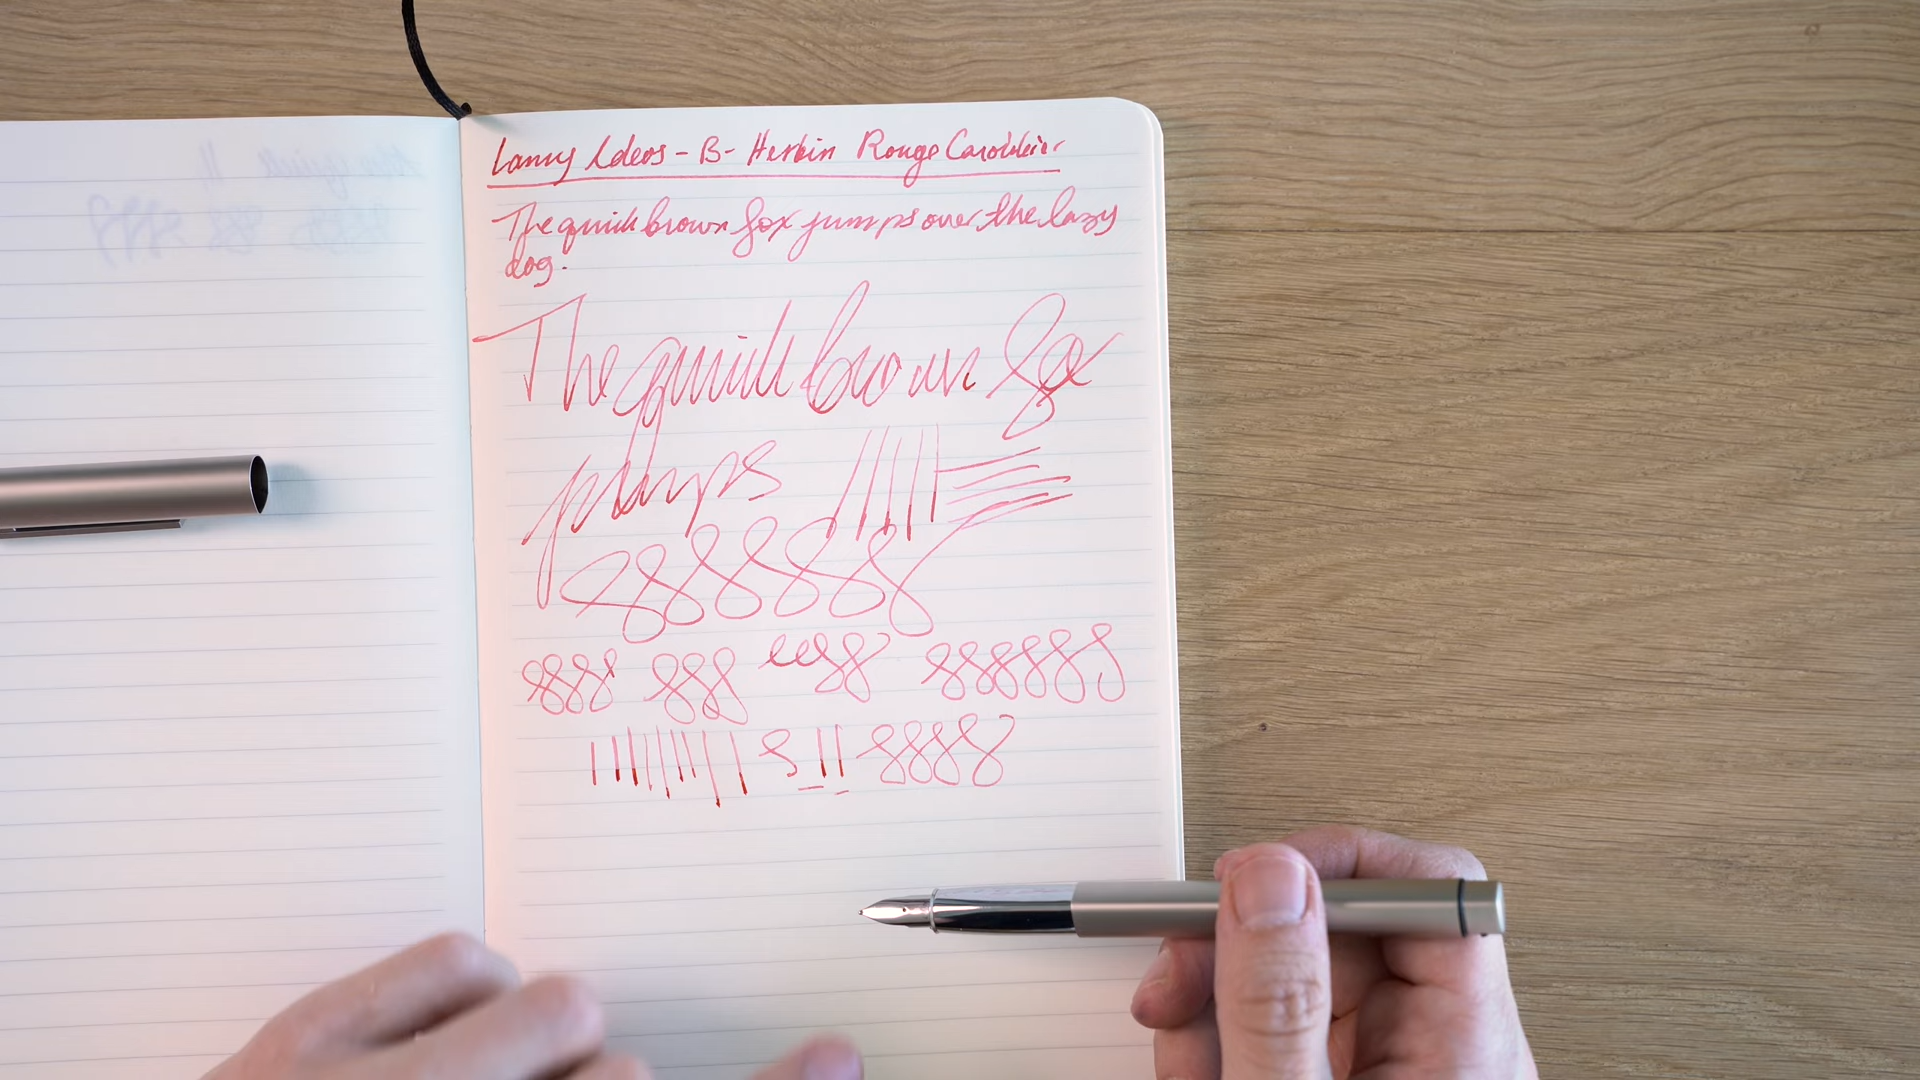 Lamy Ideos - B - Herbin Rouge Caroubier
The quick brown fox jumps over the lazy
dog.
The quick brown fox
jumps